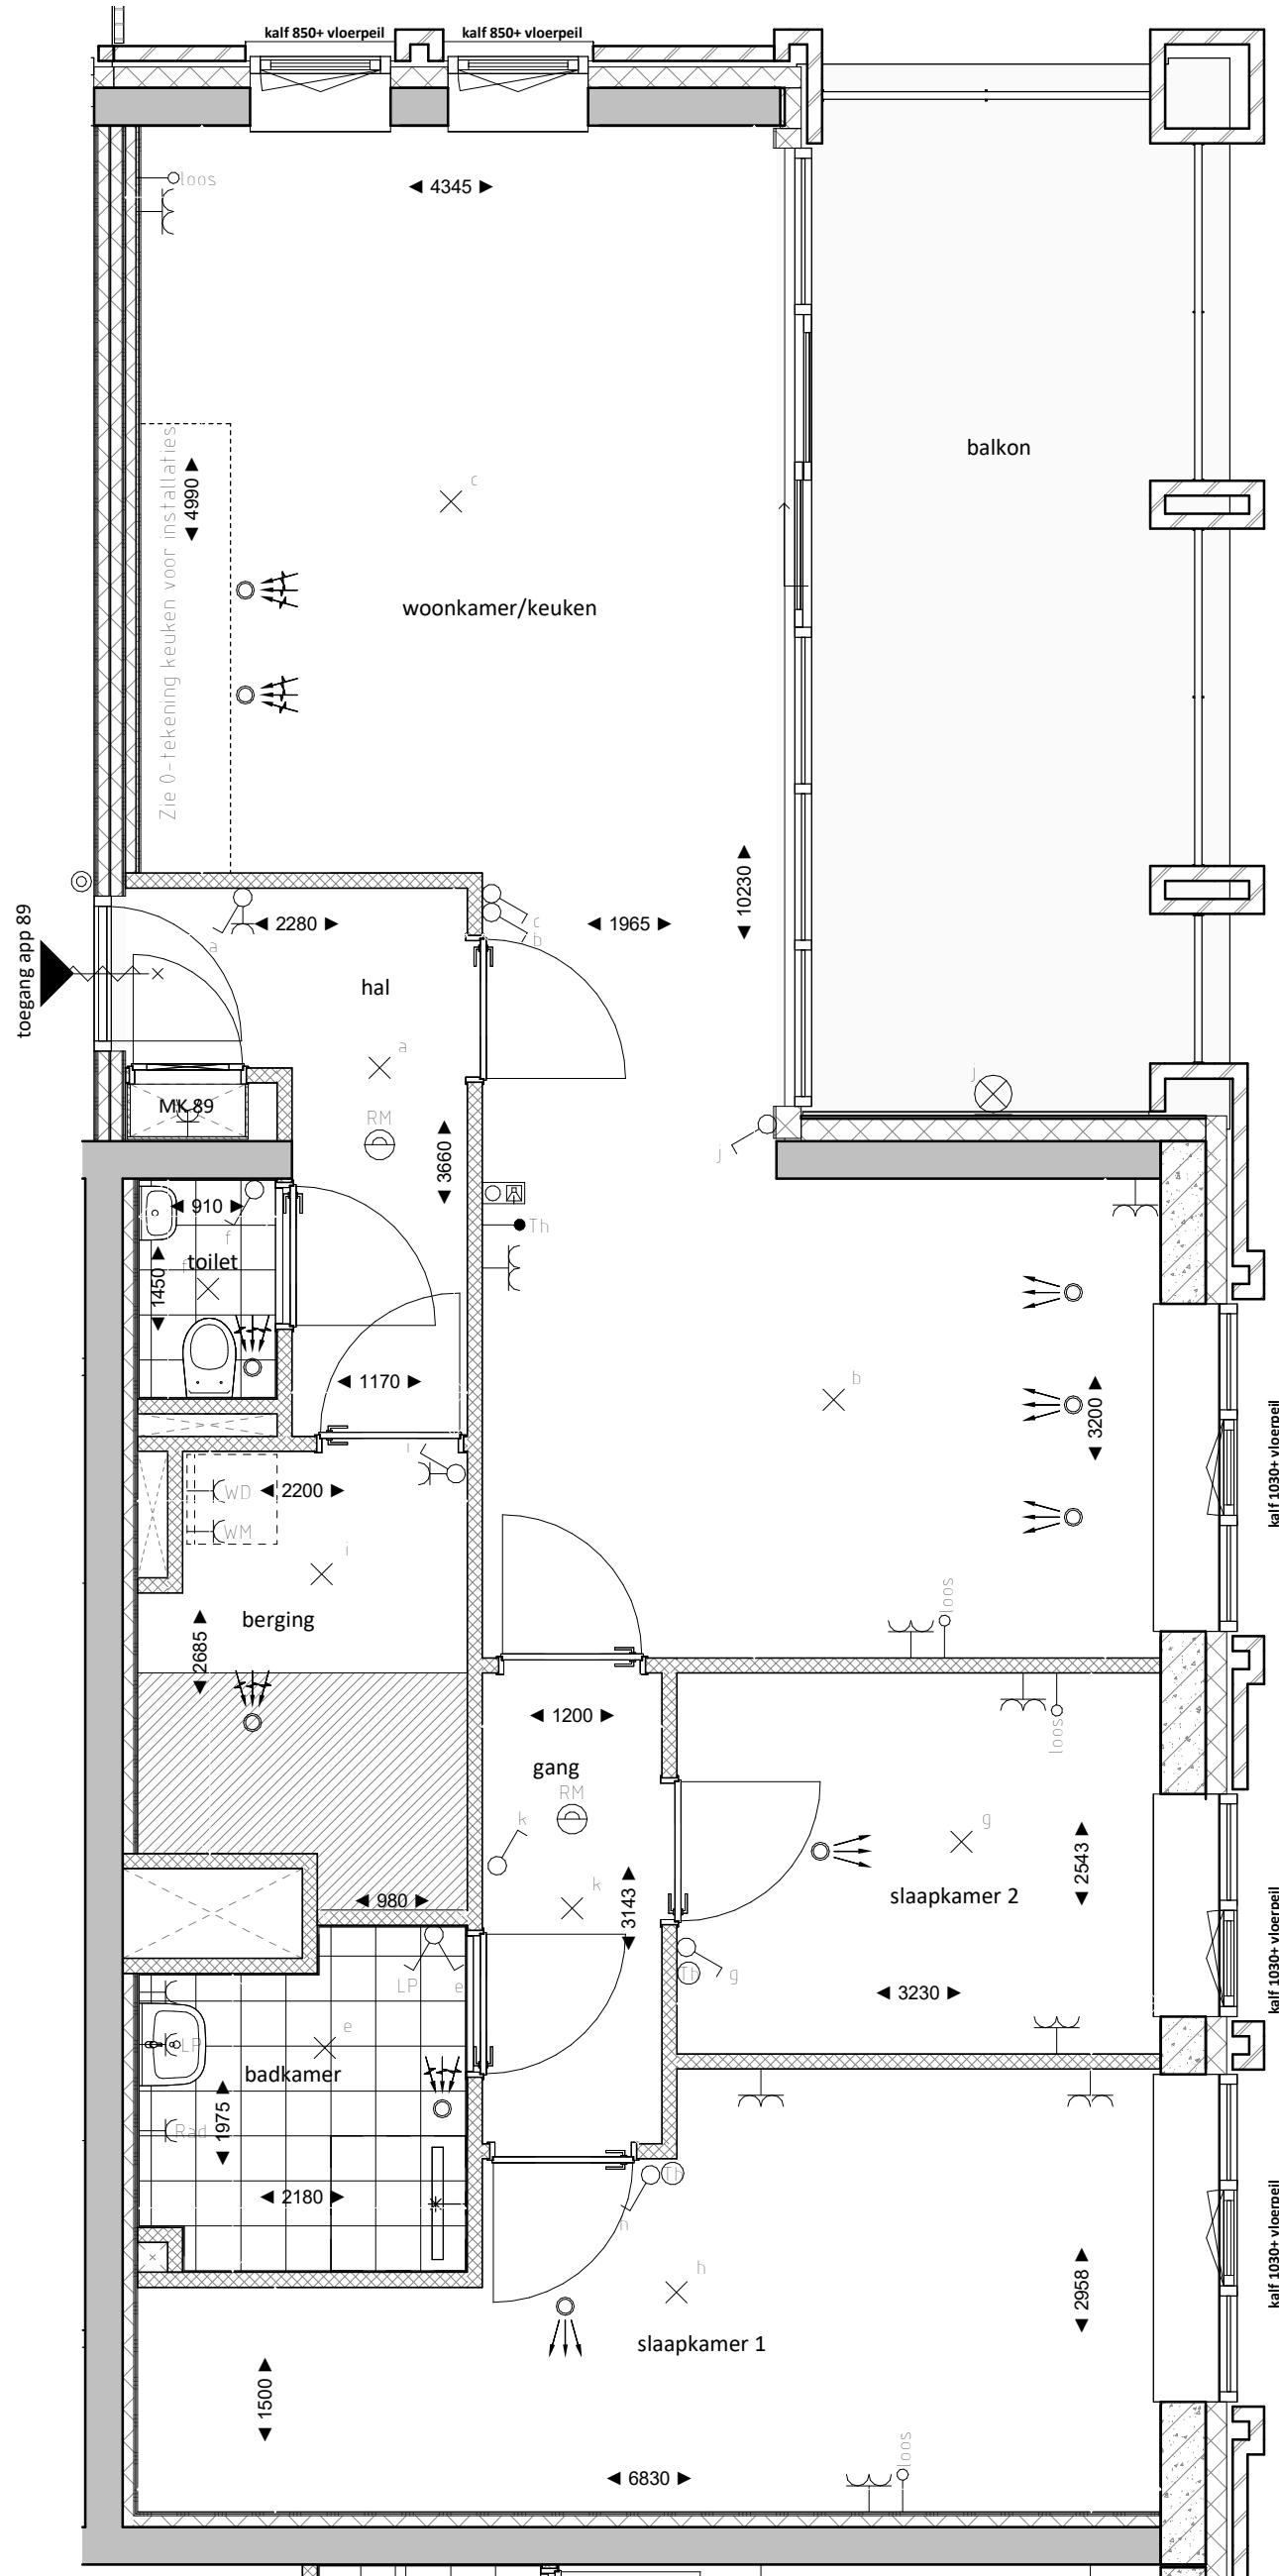 kalf 850+ vloerpeil
kalf 850+ vloerpeil
loos
4345
balkon
c
4990
Zie 0-tekening keuken voor installaties
woonkamer/keuken
10230
toegang app 89
a
2280
c
b
1965
hal
a
RM
MK 89
j
j
3660
910
f
toilet
f
1450
Th
1170
b
3200
kalf 1030+ vloerpeil
i
WD
2200
WM
i
loos
berging
2685
1200
loos
gang
RM
k
g
2543
980
k
3143
slaapkamer 2
kalf 1030+ vloerpeil
LP
e
Th
g
3230
e
LP
badkamer
1975
Rad
2180
Th
h
h
2958
kalf 1030+ vloerpeil
slaapkamer 1
1500
loos
6830